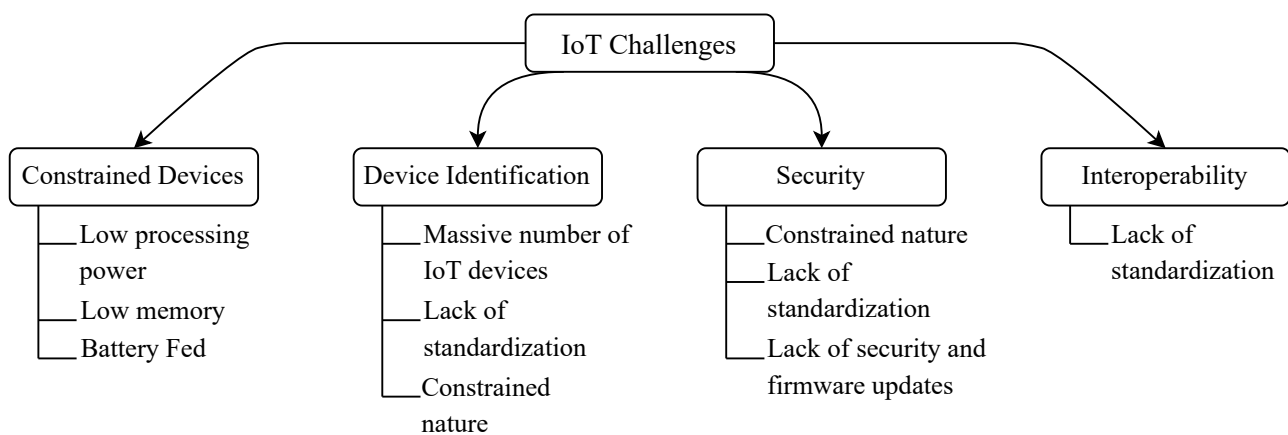 IoT Challenges
Constrained Devices
Low processing
power
Low memory
Battery Fed
Device Identification
Massive number of
IoT devices
Lack of
standardization
Constrained
nature
Security
Constrained nature
Lack of
standardization
Lack of security and
firmware updates
Interoperability
Lack of
standardization